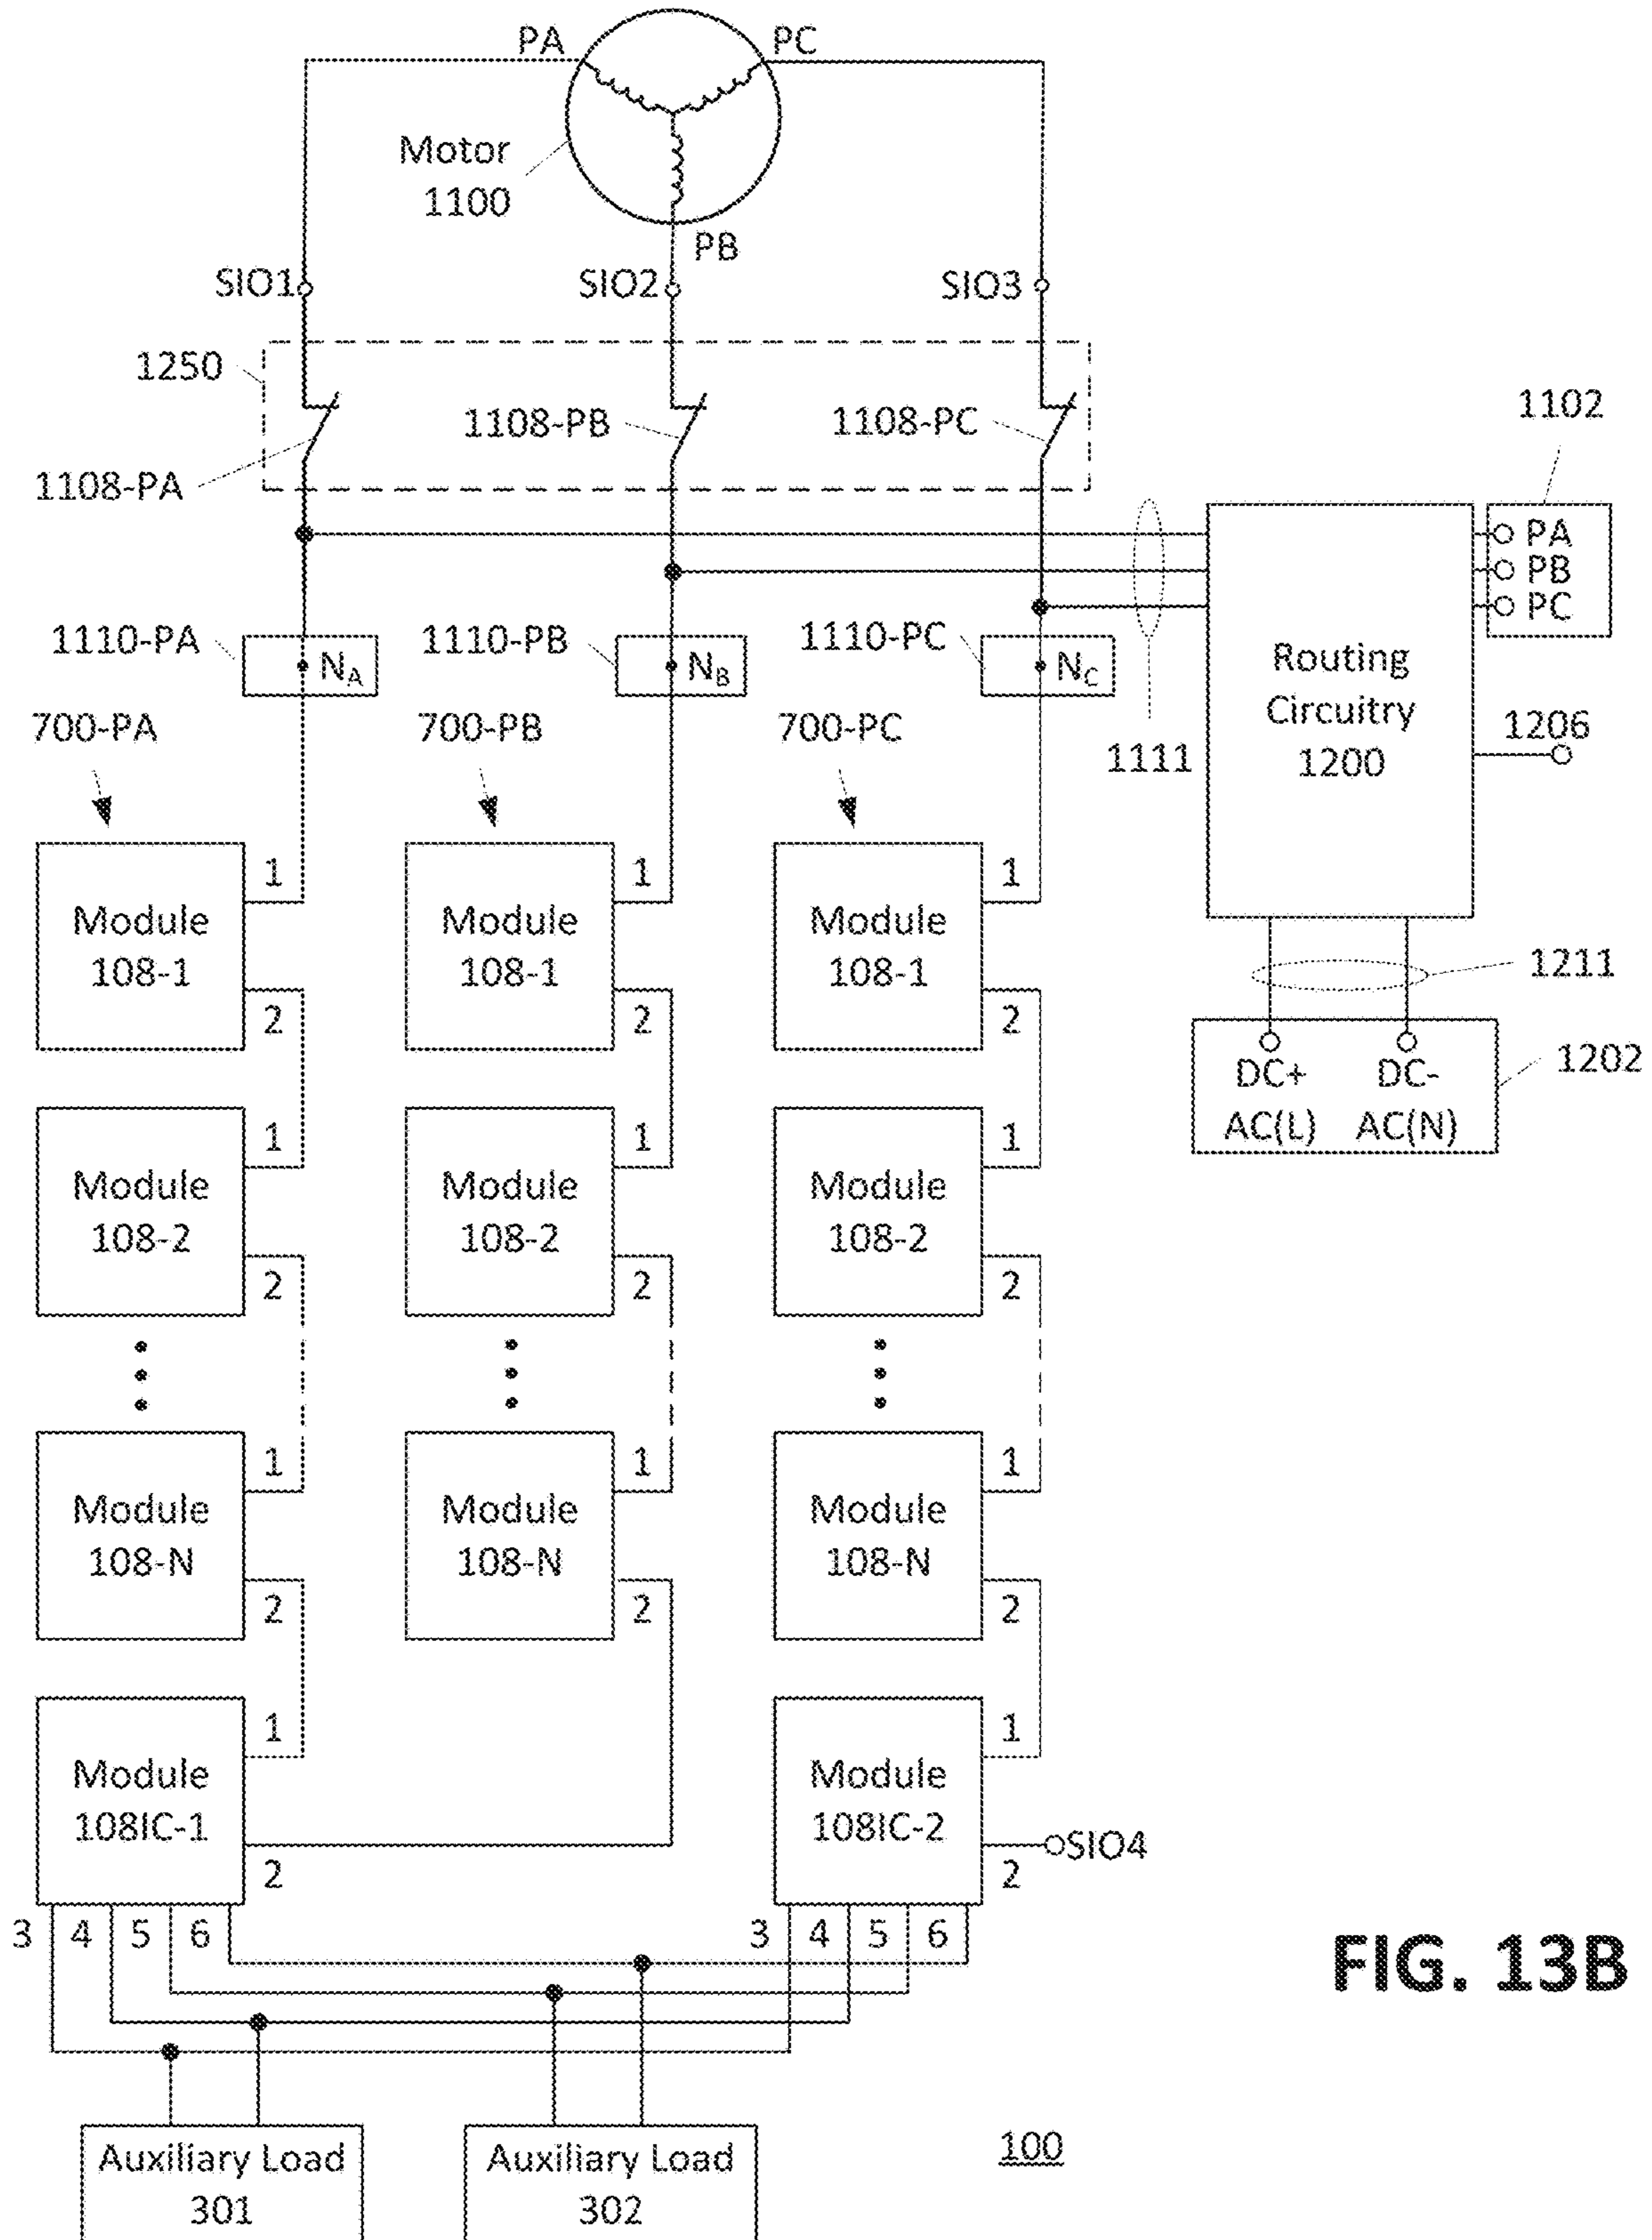 PA
PC
Motor
1100
PB
SIO1
SIO2
SIO3
1250
1108-PB
1108-PC
1108-PA
1102
PA
PB
PC
1110-PA
1110-PB
1110-PC
NA
NB
NC
Routing
Circuitry
1200
1206
1111
700-PA
700-PB
700-PC
Module
108-1
1
2
Module
108-1
1
2
Module
108-1
1
2
1211
1202
DC+
DC-
AC(L)
AC(N)
Module
108-2
1
2
Module
108-2
1
2
Module
108-2
1
2
Module
108-N
1
2
Module
108-N
1
2
Module
108-N
1
2
Module
108IC-1
1
2
3 4 5 6
Module
108IC-2
1
2
SIO4
3 4 5 6
FIG. 13B
Auxiliary Load
301
Auxiliary Load
302
100